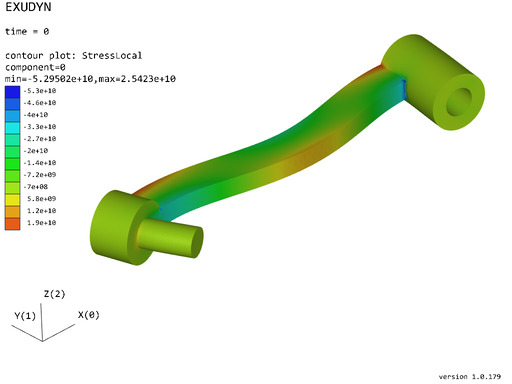 EXUDYN
time = 0
contour plot: StressLocal
component=0
min=-5.29502e+10,max=2.5423e+10
-5.3e+10
-4.6e+10
-4e+10
-3.3e+10
-2.7e+10
-2e+10
-1.4e+10
-7.2e+09
-7e+08
5.8e+09
1.2e+10
1.9e+10
Z(2)
Y(1)
X(0)
version 1.0.179